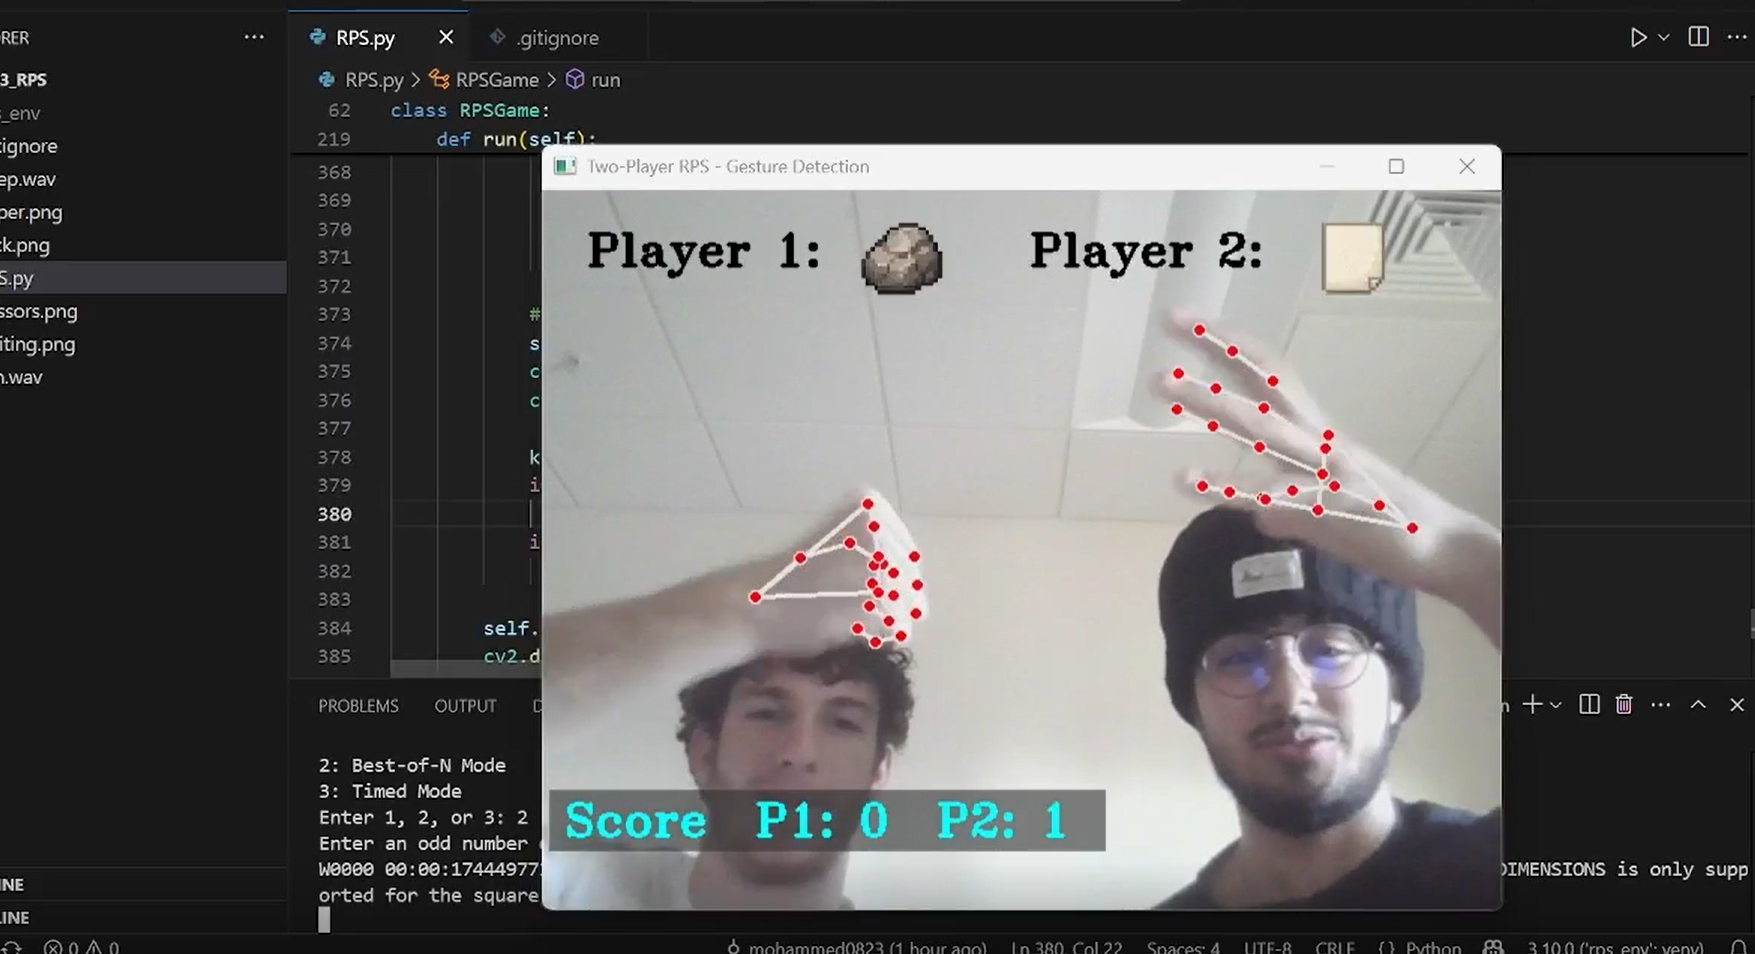 RER
...
RPS.py
.gitignore
3_RPS
RPS.py > RPSGame > run
s_env
62 class RPSGame:
219 def run(self):
ignore
ep.wav
per.png
ck.png
S.py
ssors.png
iting.png
n.wav
368
369
370
371
372
373 #
374 s
375 c
376 c
377
378 k
379 i
380
381 i
382
383
384 self.
385 cv2.d
Two-Player RPS - Gesture Detection
Player 1: Player 2:
Score P1: 0 P2: 1
PROBLEMS OUTPUT D
2: Best-of-N Mode
3: Timed Mode
Enter 1, 2, or 3: 2
Enter an odd number
W0000 00:00:17444977 DIMENSIONS is only supp
orted for the square
INE
LINE
0 0 mohammed0823 (1 hour ago) Ln 380, Col 22 Spaces: 4 UTF-8 CRLF {} Python 3.10.0 ('rps_env': venv)